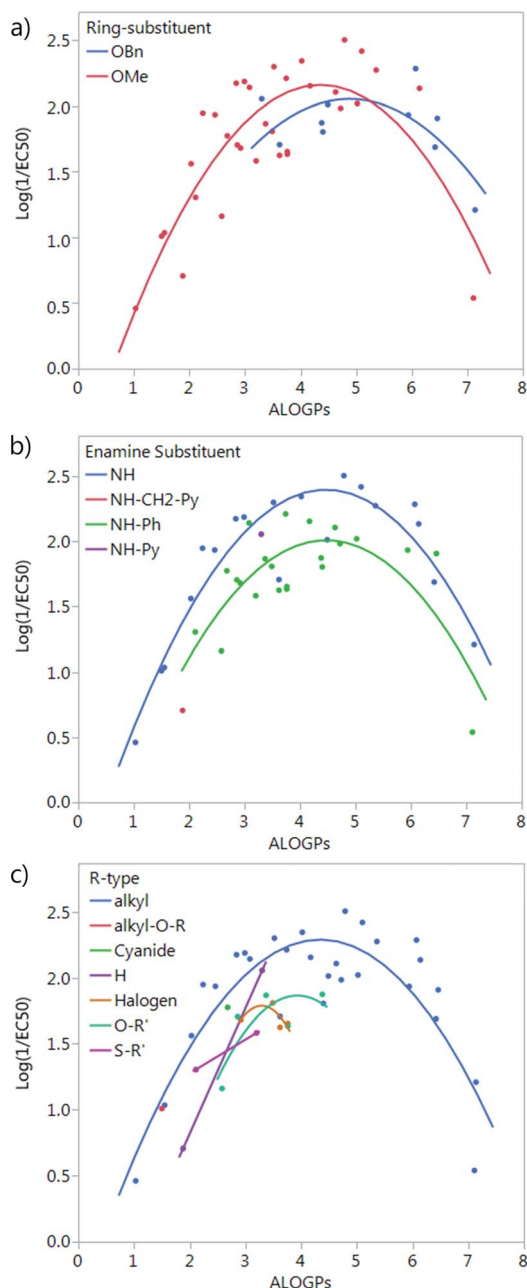 a)
Ring-substituent
OBn
OMe
2.5
2.0
1.5
1.0
0.5
0.0
Log(1/EC50)
0 1 2 3 4 5 6 7 8
ALOGPs
b)
Enamine Substituent
NH
NH-CH2-Py
NH-Ph
NH-Py
2.5
2.0
1.5
1.0
0.5
0.0
Log(1/EC50)
0 1 2 3 4 5 6 7 8
ALOGPs
c)
R-type
alkyl
alkyl-O-R
Cyanide
H
Halogen
O-R'
S-R'
2.5
2.0
1.5
1.0
0.5
0.0
Log(1/EC50)
0 1 2 3 4 5 6 7 8
ALOGPs